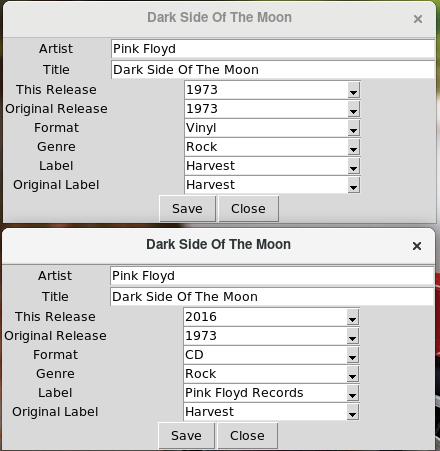 Dark Side Of The Moon ×
Artist Pink Floyd
Title Dark Side Of The Moon
This Release 1973
Original Release 1973
Format Vinyl
Genre Rock
Label Harvest
Original Label Harvest
Save Close
Dark Side Of The Moon ×
Artist Pink Floyd
Title Dark Side Of The Moon
This Release 2016
Original Release 1973
Format CD
Genre Rock
Label Pink Floyd Records
Original Label Harvest
Save Close